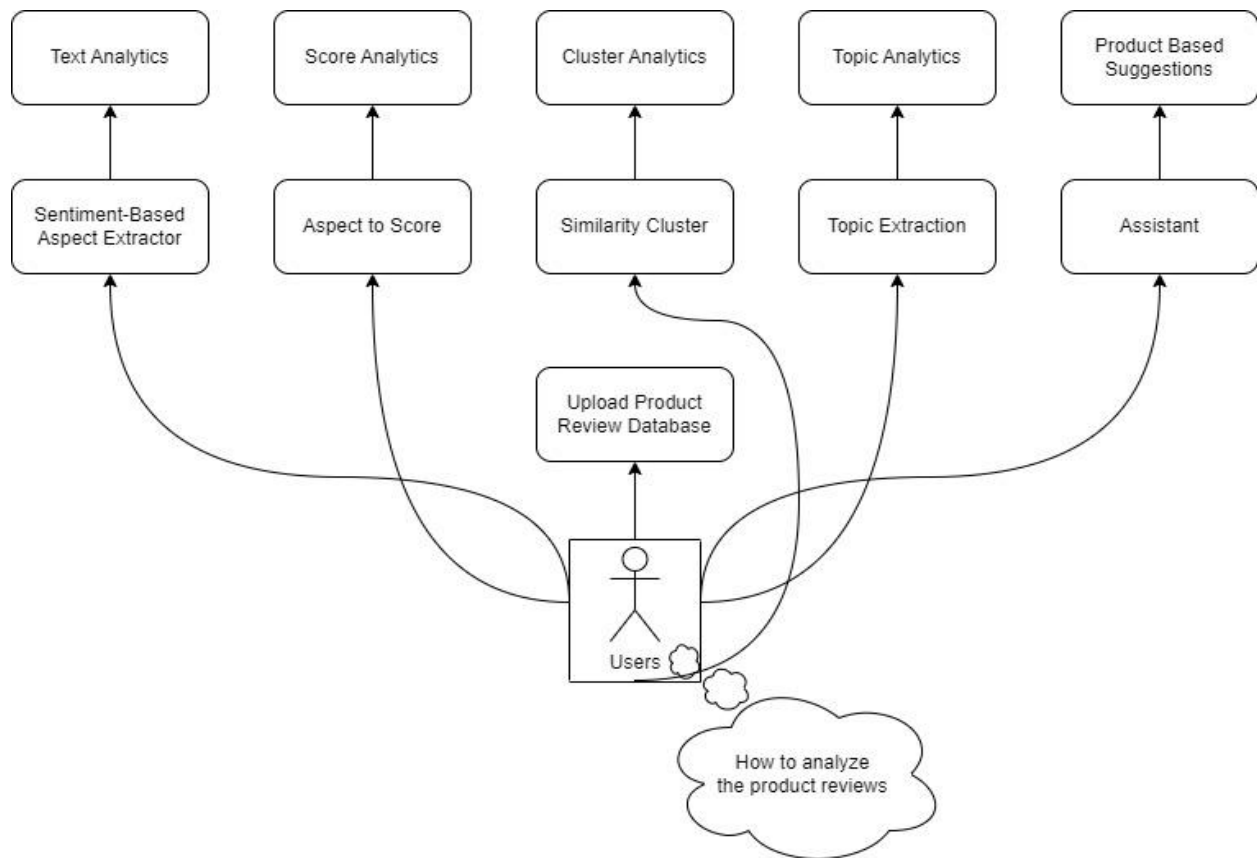 Text Analytics
Score Analytics
Cluster Analytics
Topic Analytics
Product Based
Suggestions
Sentiment-Based
Aspect Extractor
Aspect to Score
Similarity Cluster
Topic Extraction
Assistant
Upload Product
Review Database
Users
How to analyze
the product reviews